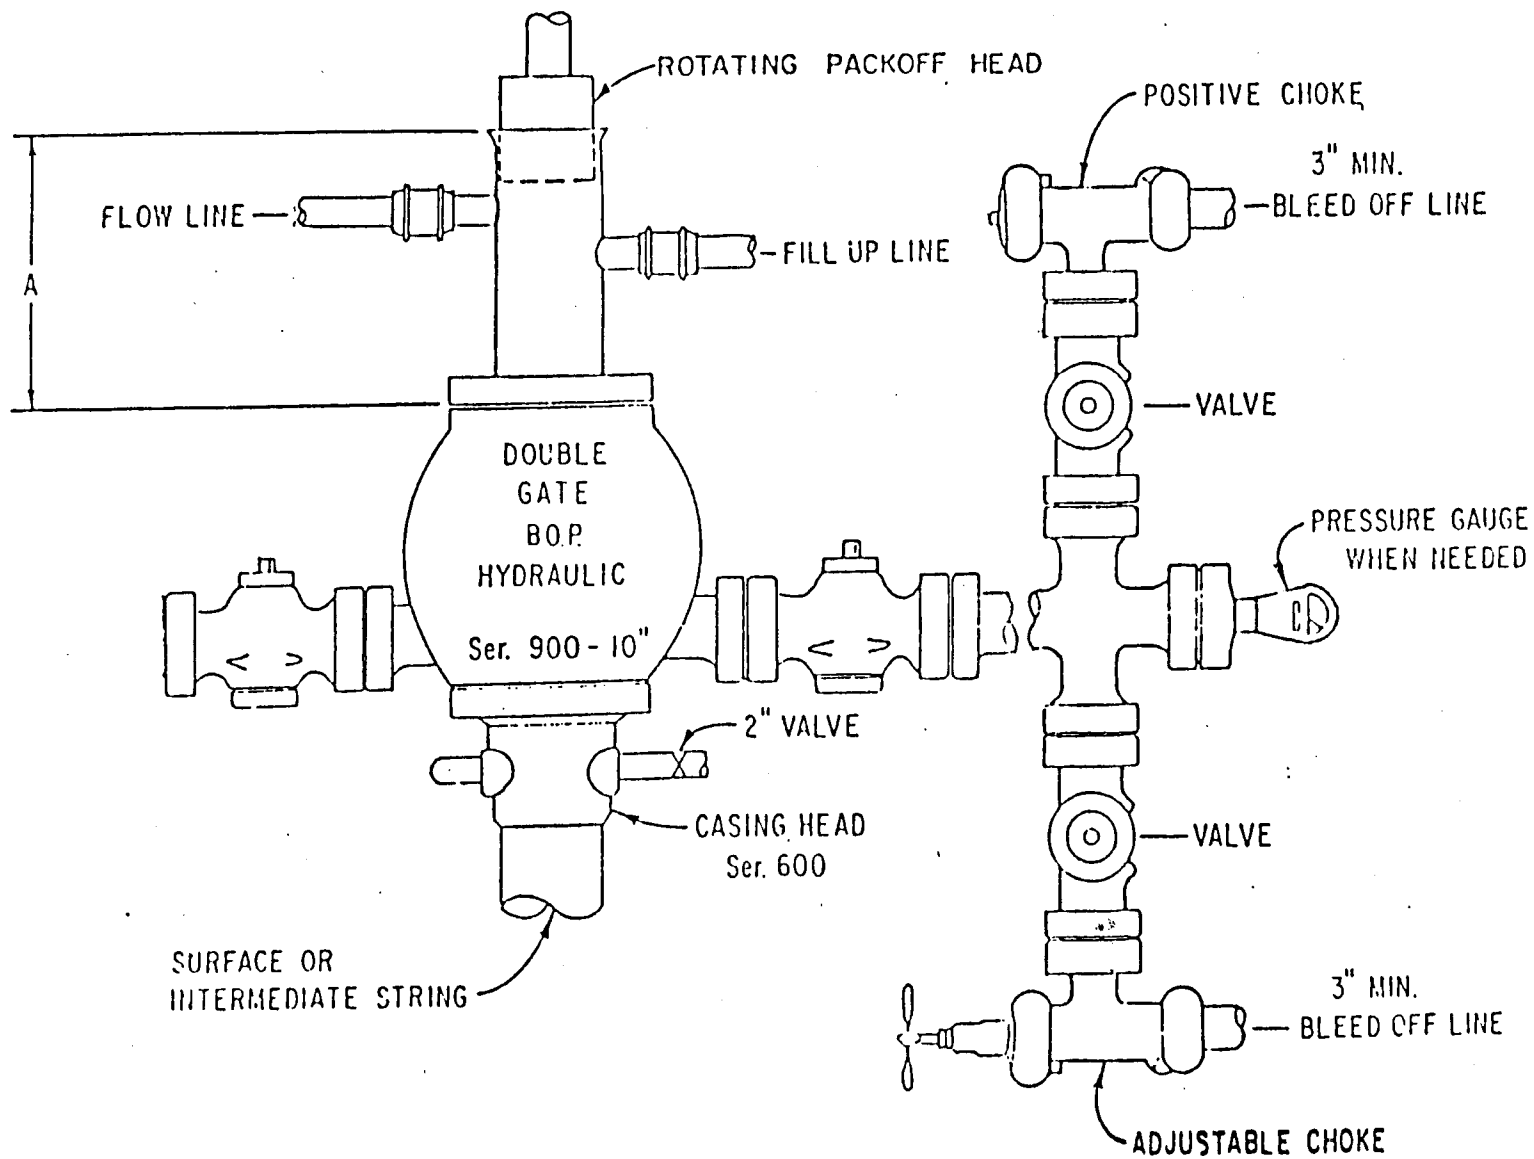 ROTATING PACKOFF HEAD
POSITIVE CHOKE
3" MIN.
BLEED OFF LINE
FLOW LINE
FILL UP LINE
A
VALVE
DOUBLE
GATE
B.O.P.
HYDRAULIC
Ser. 900 - 10"
PRESSURE GAUGE
WHEN NEEDED
2" VALVE
CASING HEAD
Ser. 600
VALVE
SURFACE OR
INTERMEDIATE STRING
3" MIN.
BLEED OFF LINE
ADJUSTABLE CHOKE